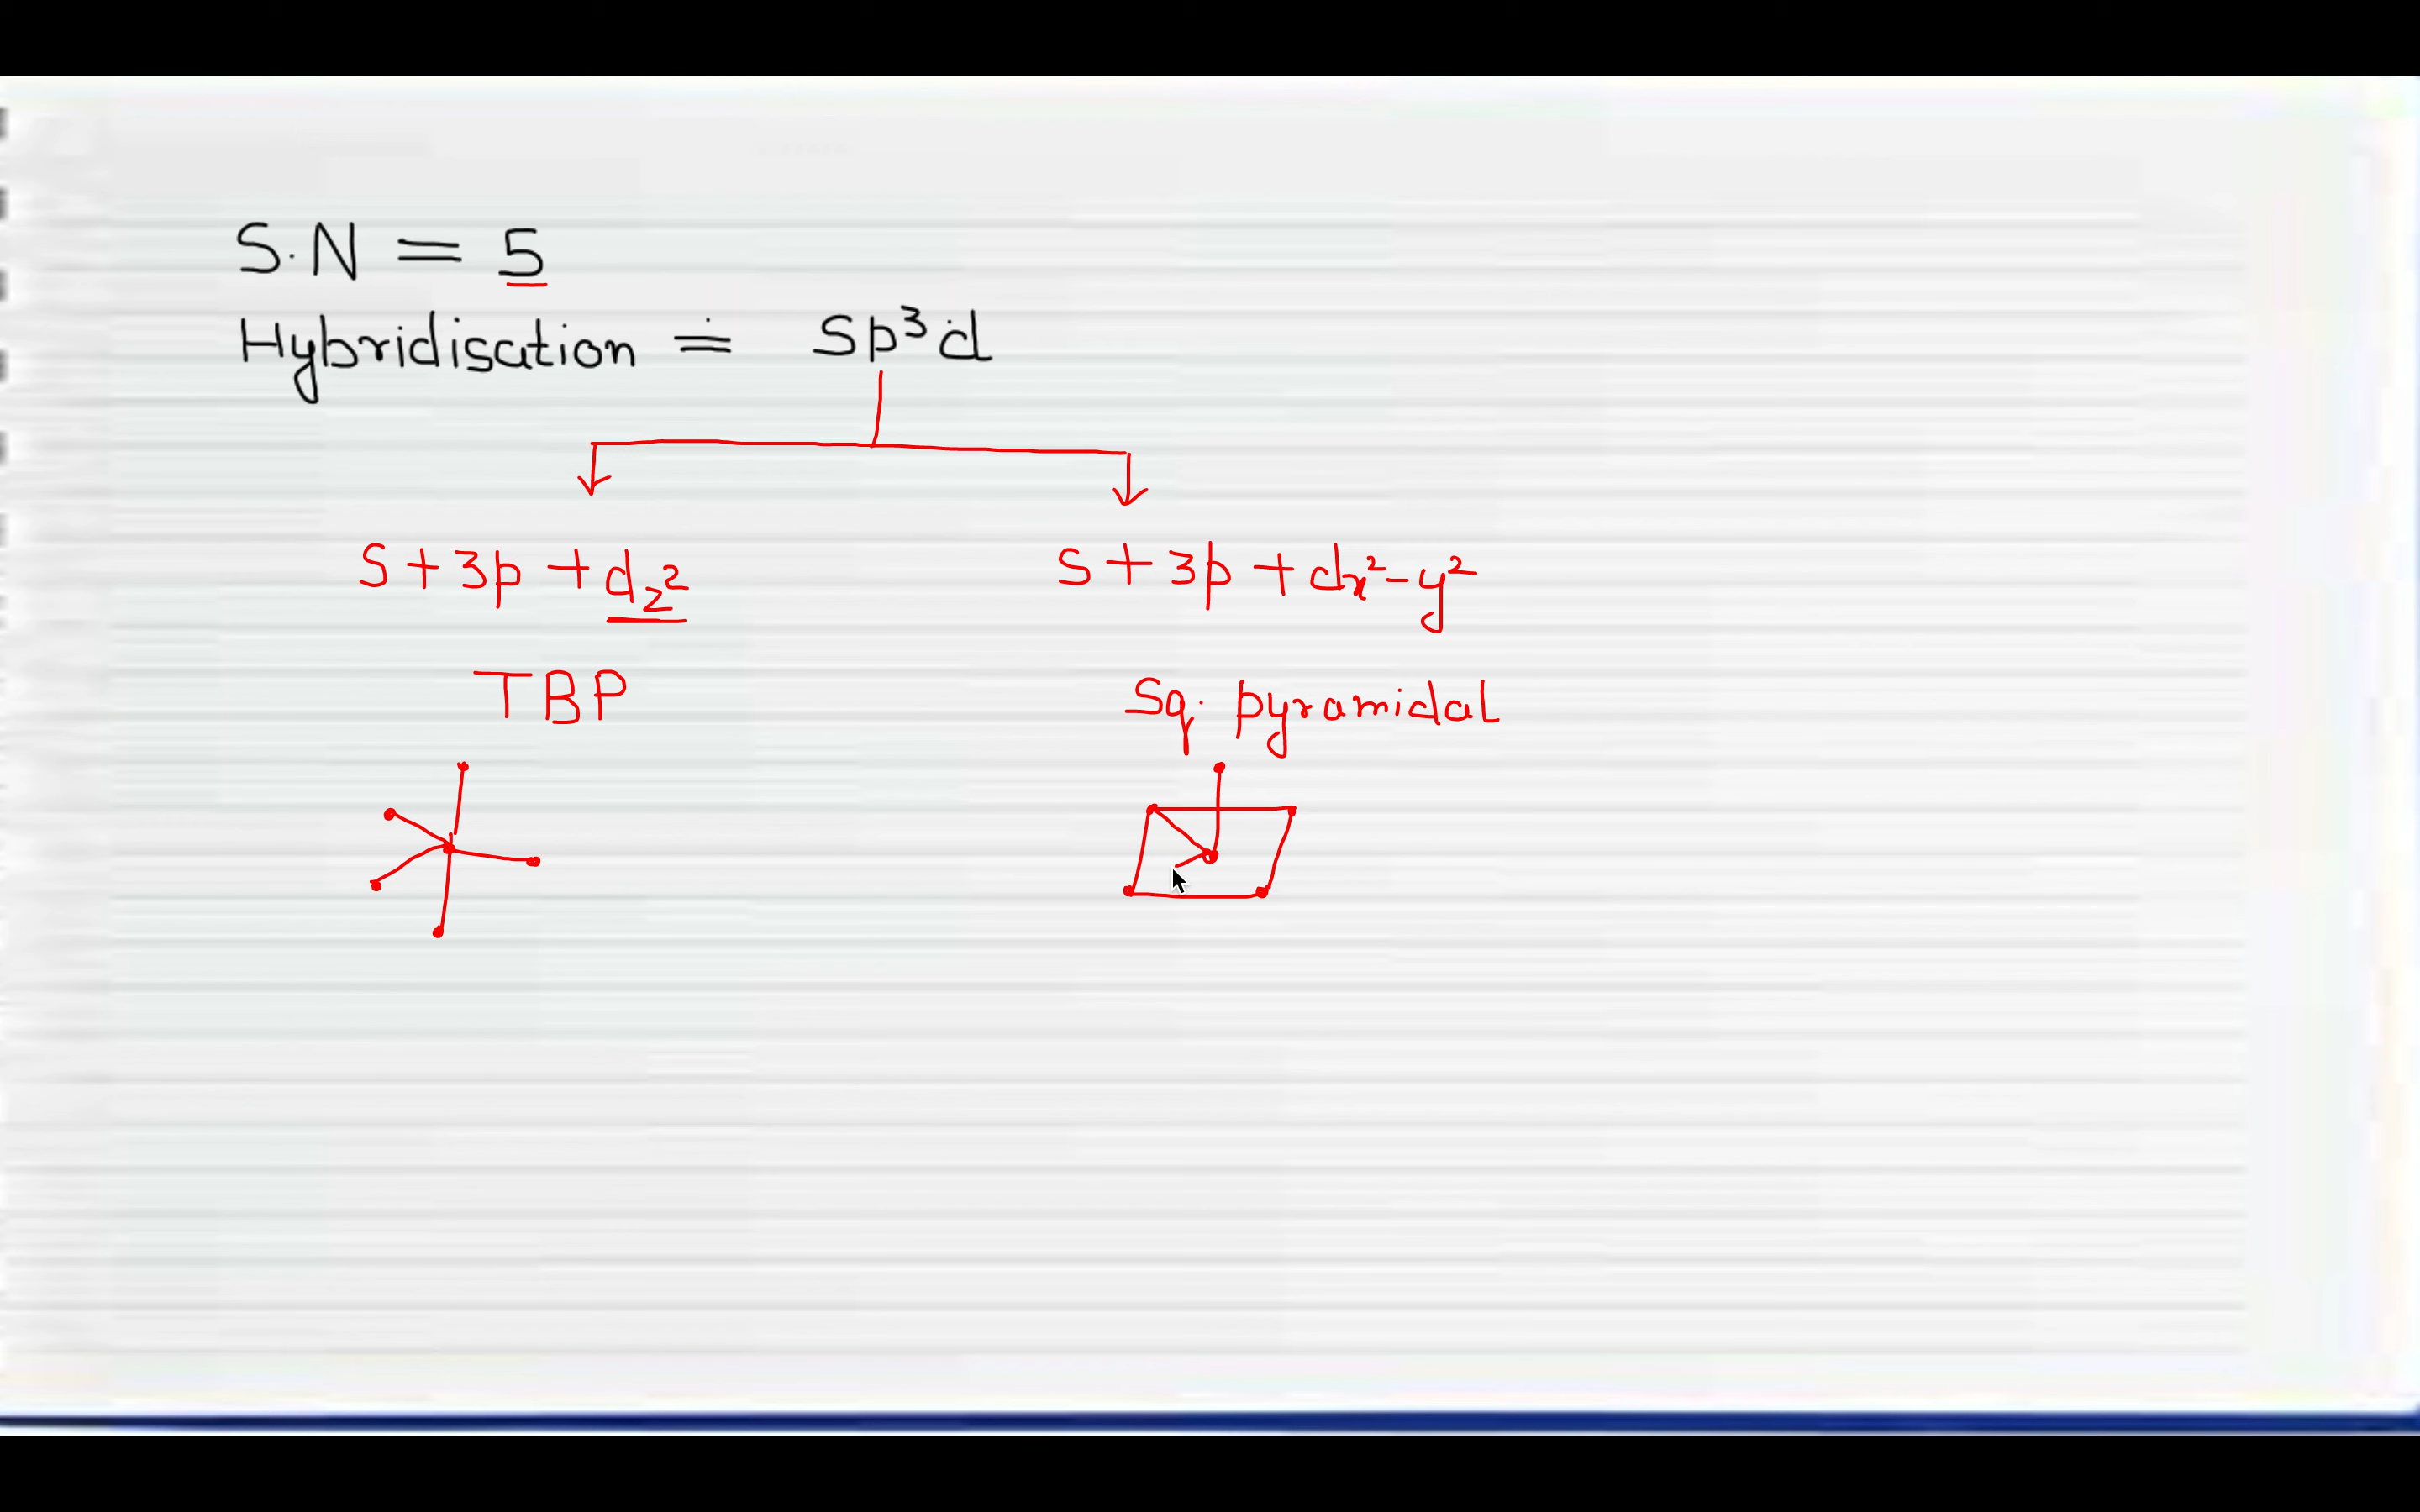 S.N = 5
Hybridisation = Sp³d
S+3p+dz²
S+3p+dx²-y²
TBP
Sq. pyramidal